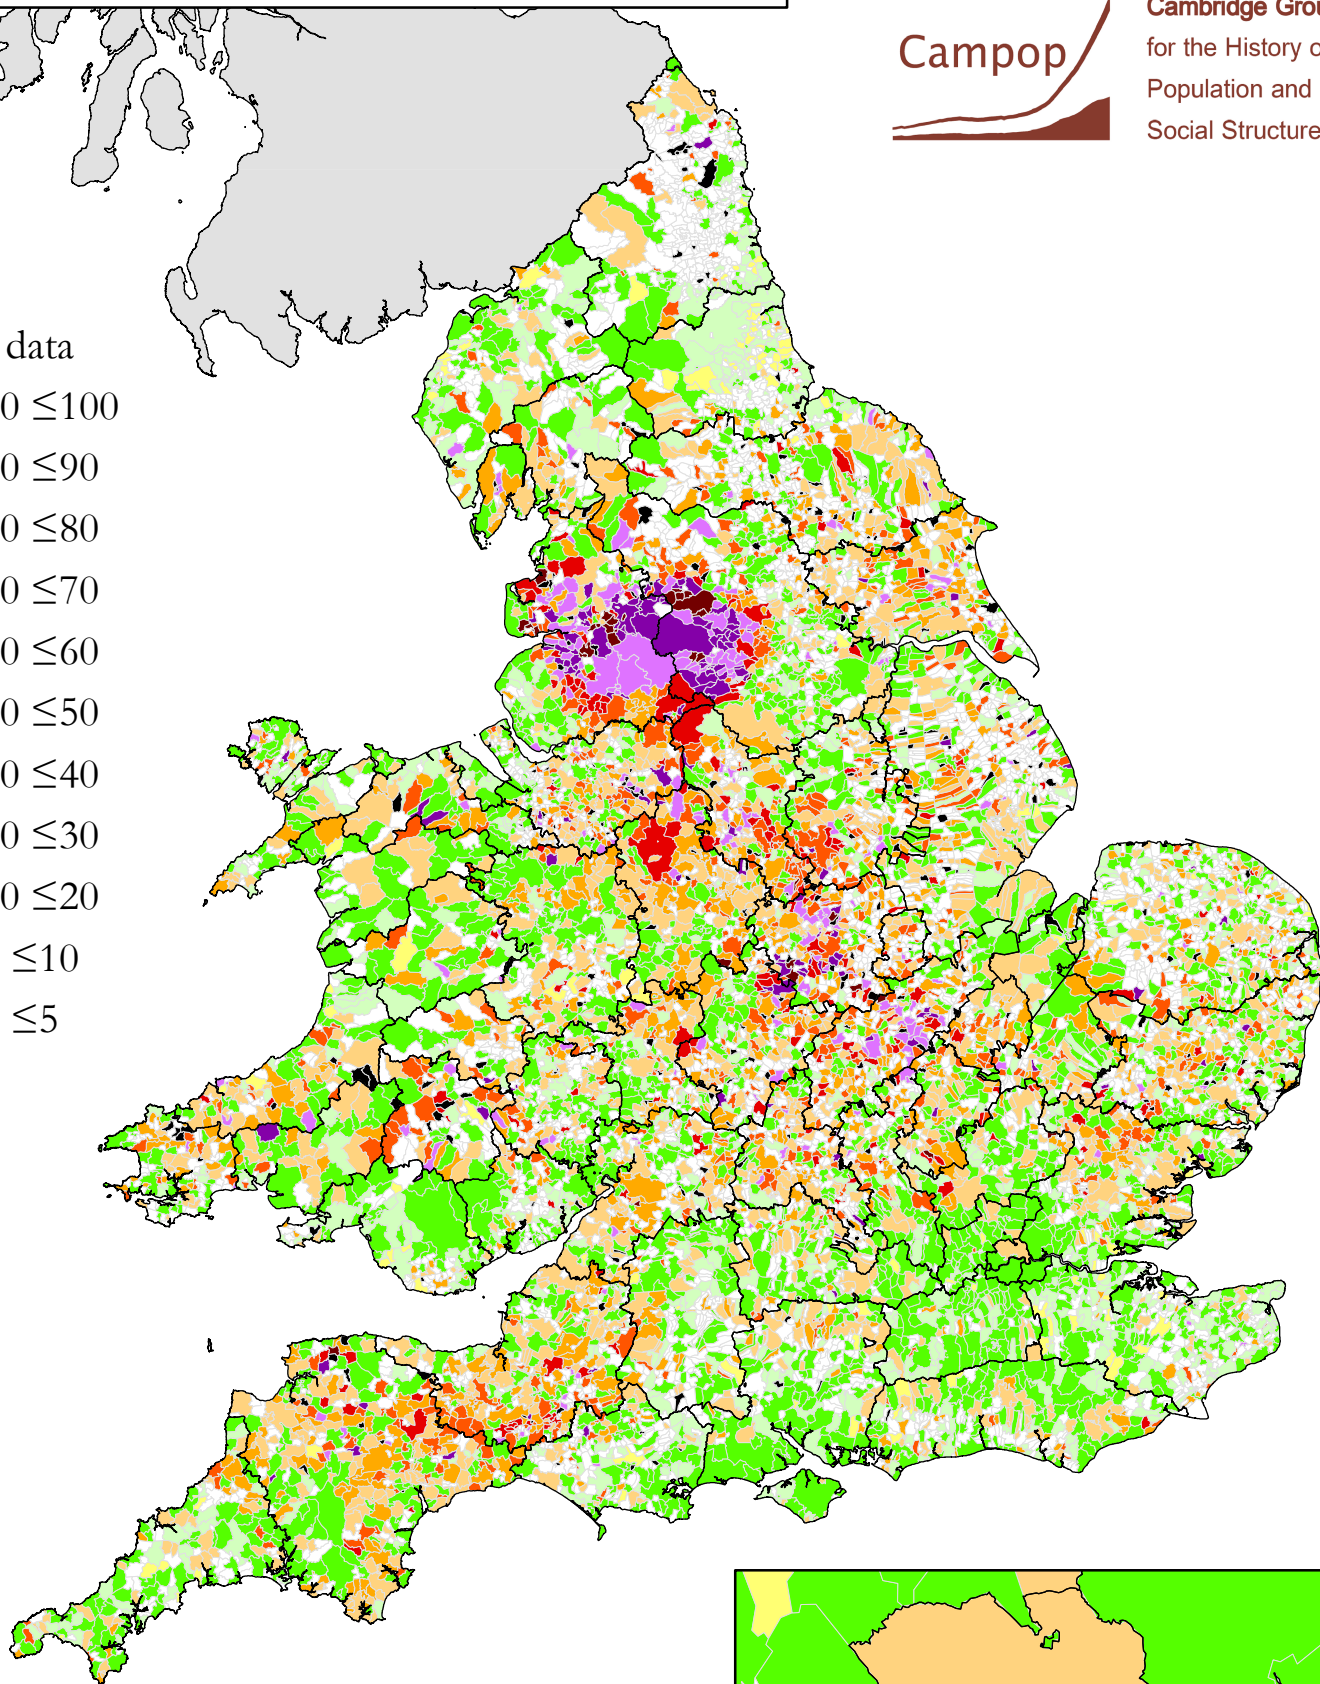 Cambridge Grou
Campop
for the History o
Population and
Social Structure
data
0 ≤100
0 ≤90
0 ≤80
0 ≤70
0 ≤60
0 ≤50
0 ≤40
0 ≤30
0 ≤20
≤10
≤5